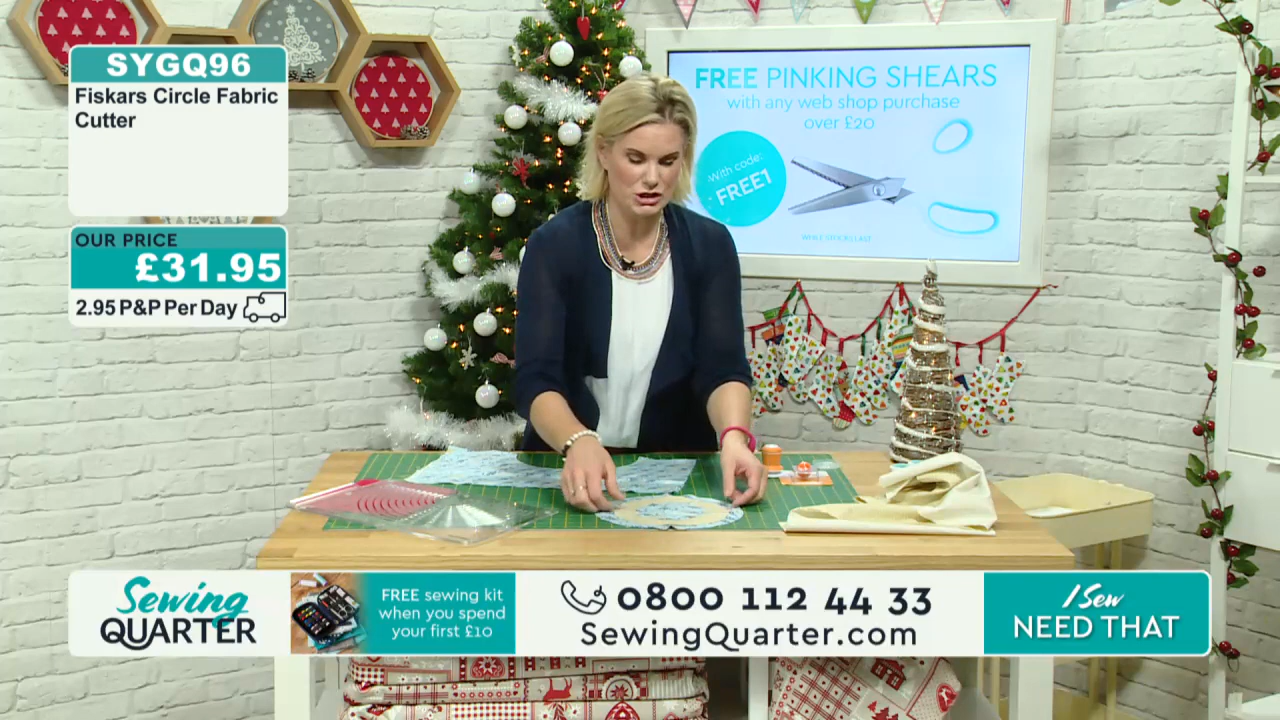 SYGQ96
Fiskars Circle Fabric
Cutter
OUR PRICE
£31.95
2.95 P&P Per Day
FREE PINKING SHEARS
with any web shop purchase
over £20
With code:
FREE1
WHILE STOCKS LAST
Sewing
QUARTER
FREE sewing kit
when you spend
your first £10
0800 112 44 33
SewingQuarter.com
I Sew
NEED THAT